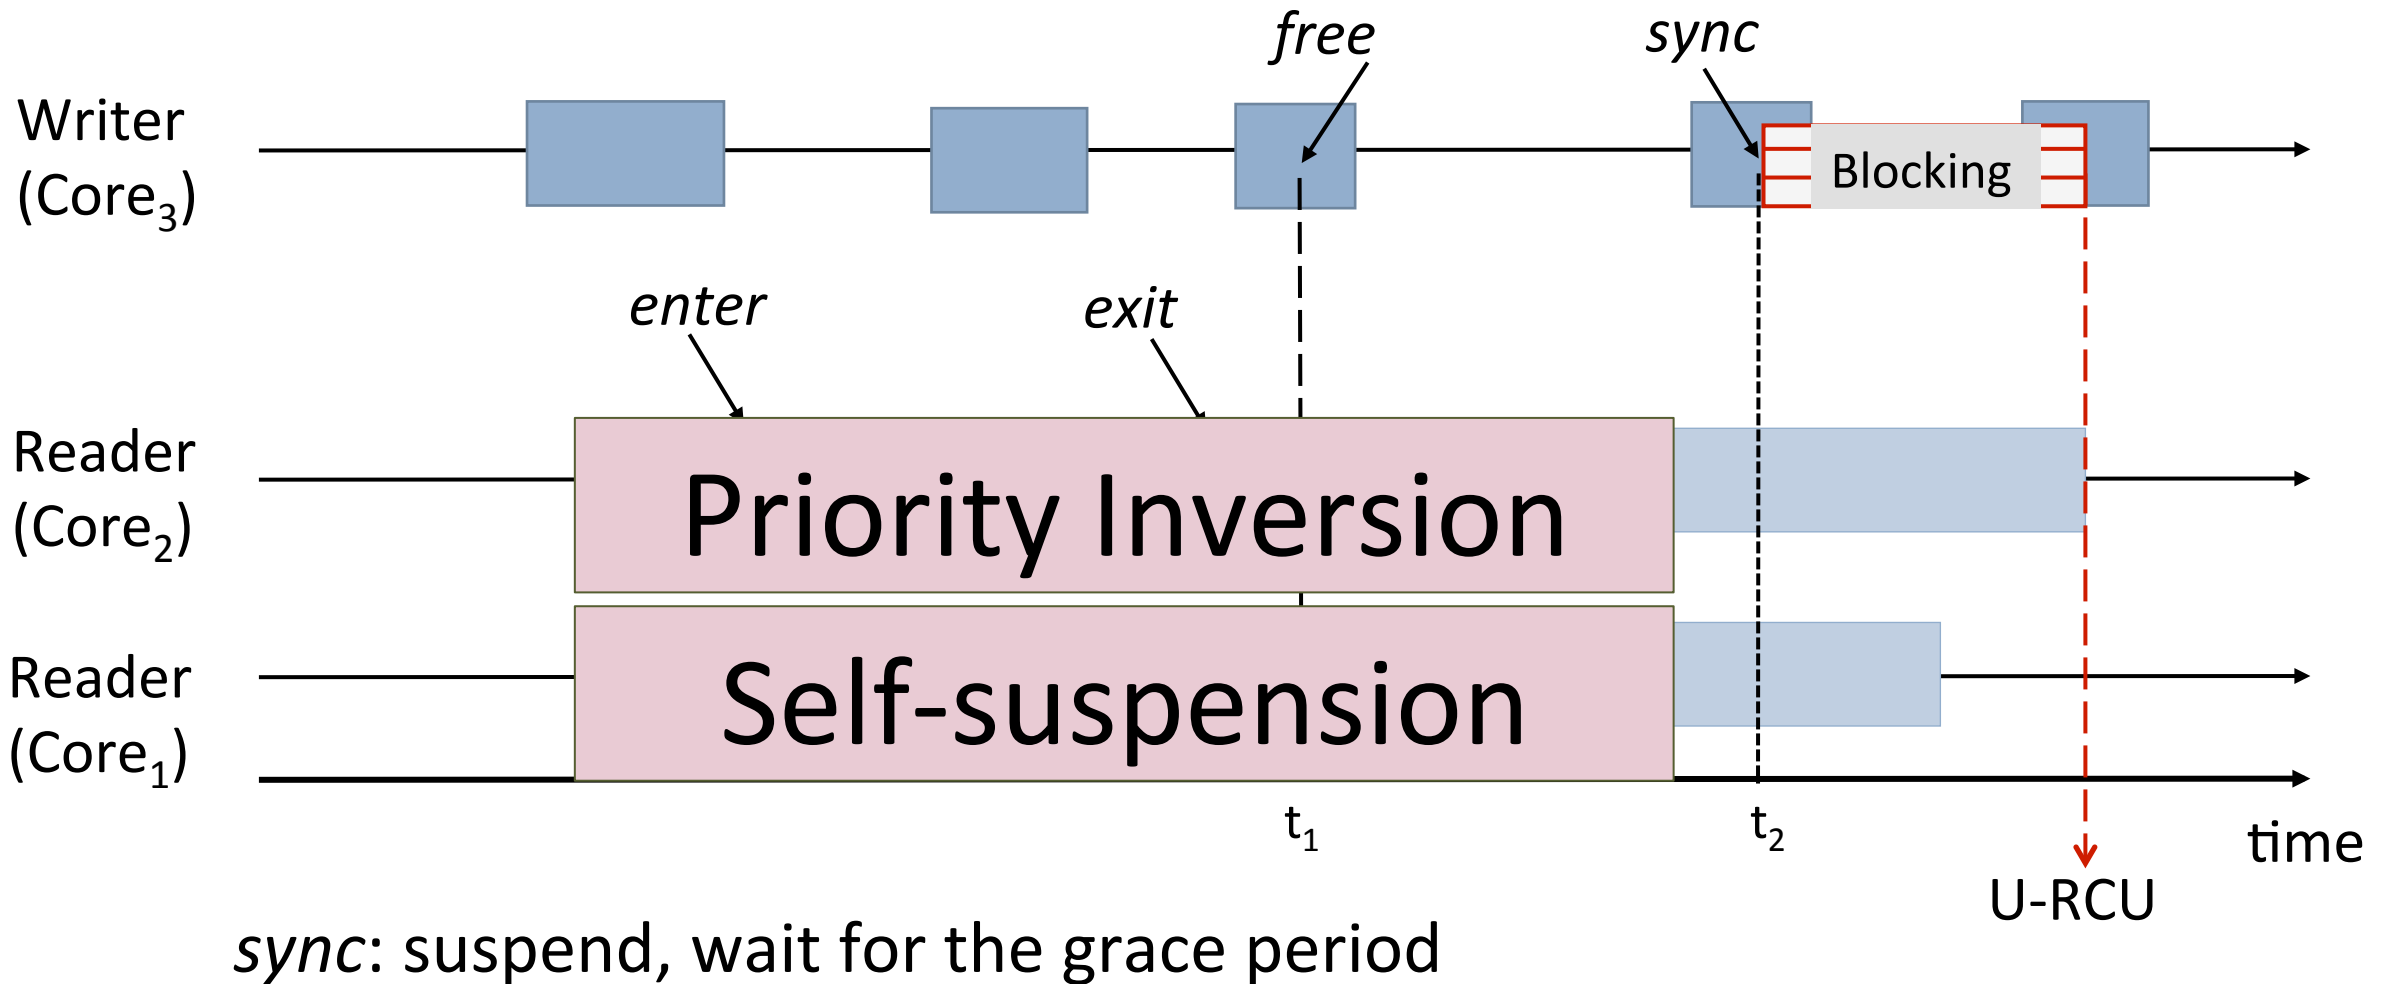 free
sync
Writer
(Core3)
Blocking
enter
exit
Reader
(Core2)
Priority Inversion
Reader
(Core1)
Self-suspension
t1
t2
time
U-RCU
sync: suspend, wait for the grace period